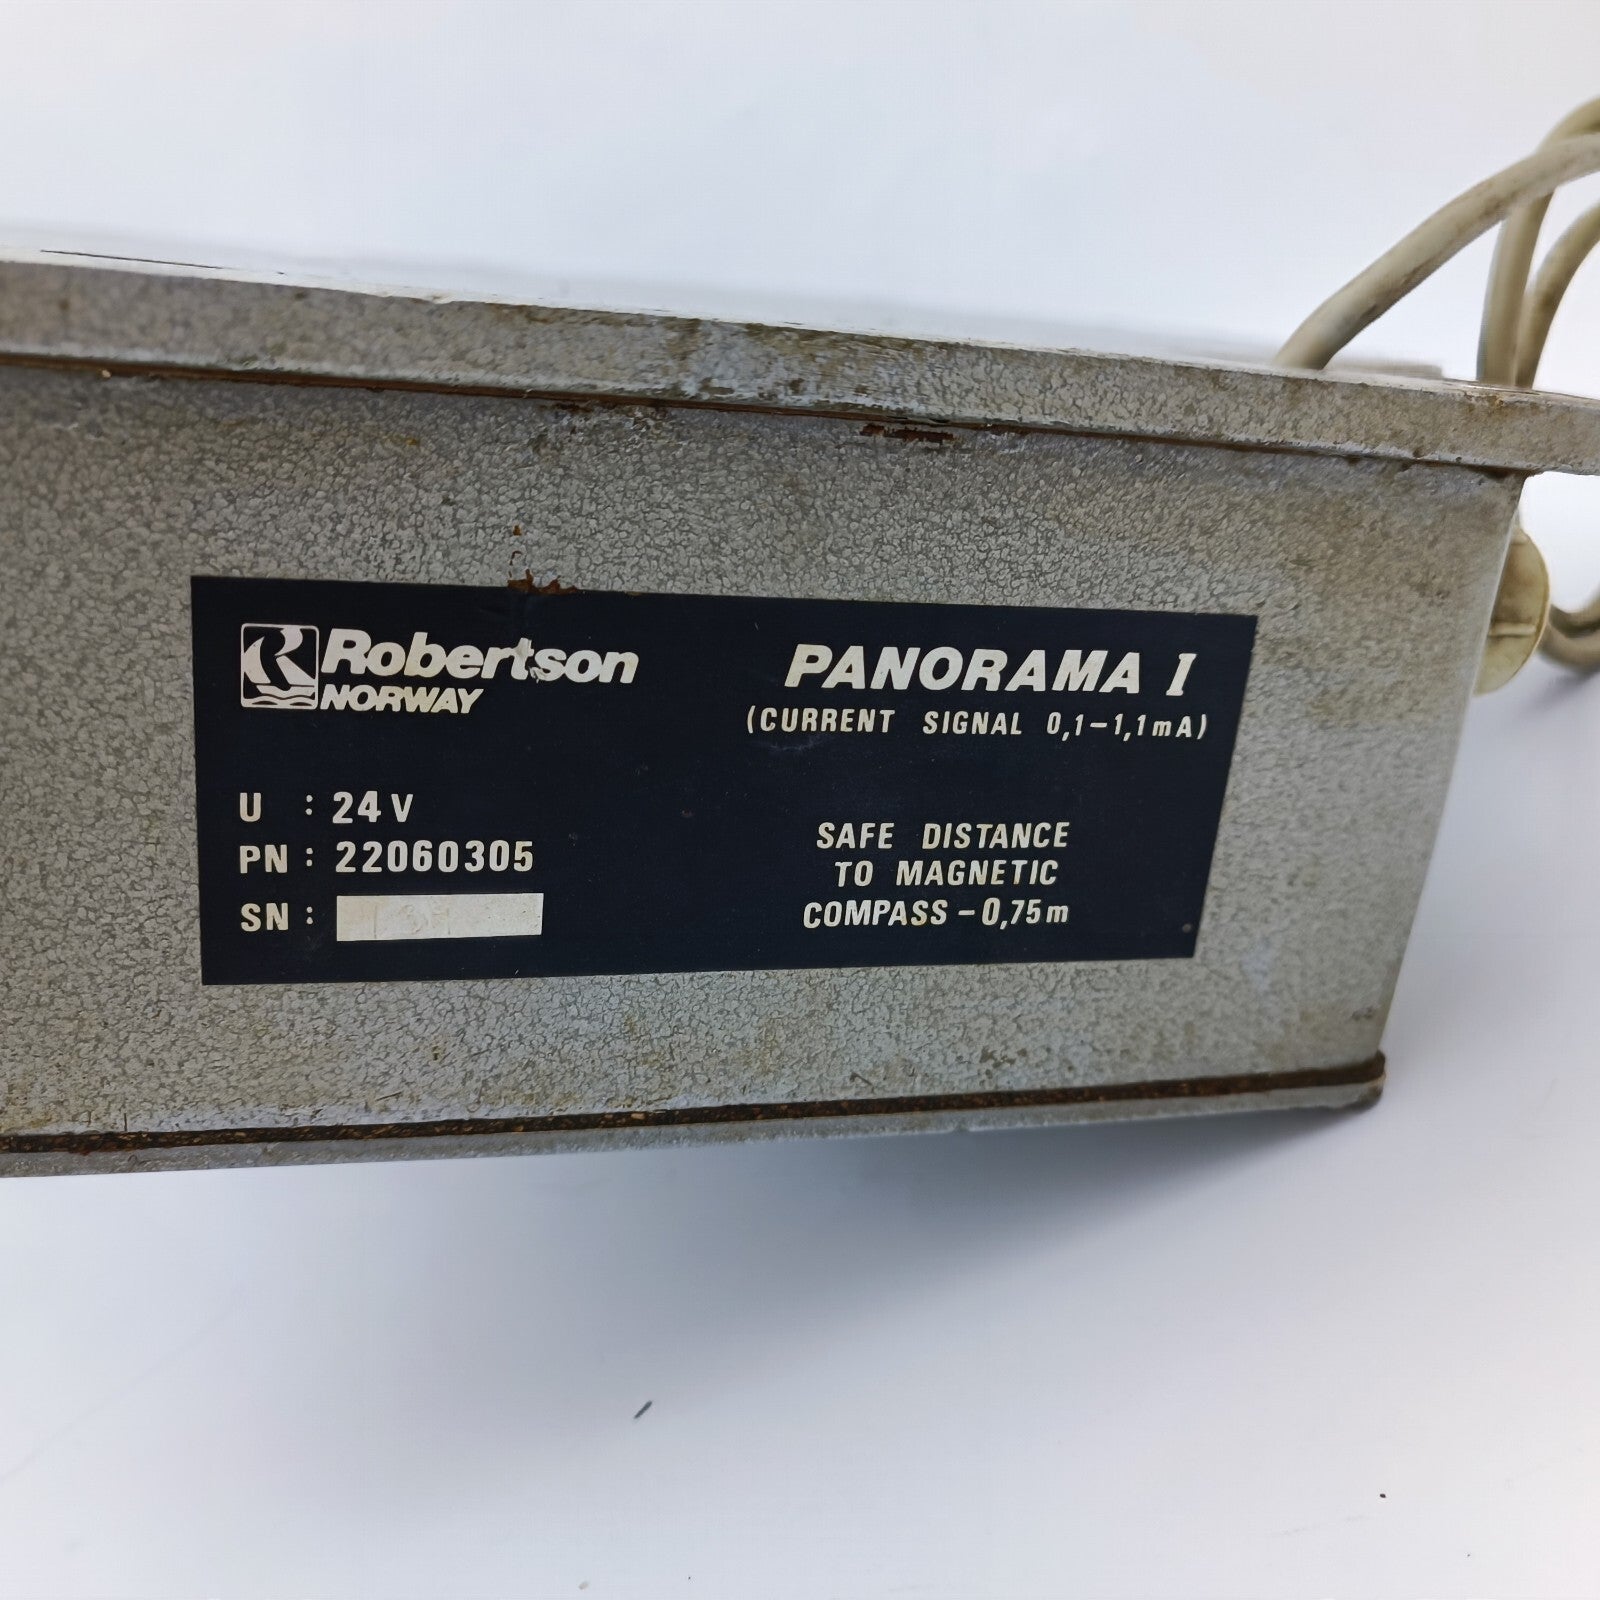 Robertson
NORWAY
PANORAMA I
(CURRENT SIGNAL 0,1-1,1mA)
U : 24V
PN : 22060305
SN :
SAFE DISTANCE
TO MAGNETIC
COMPASS - 0,75m